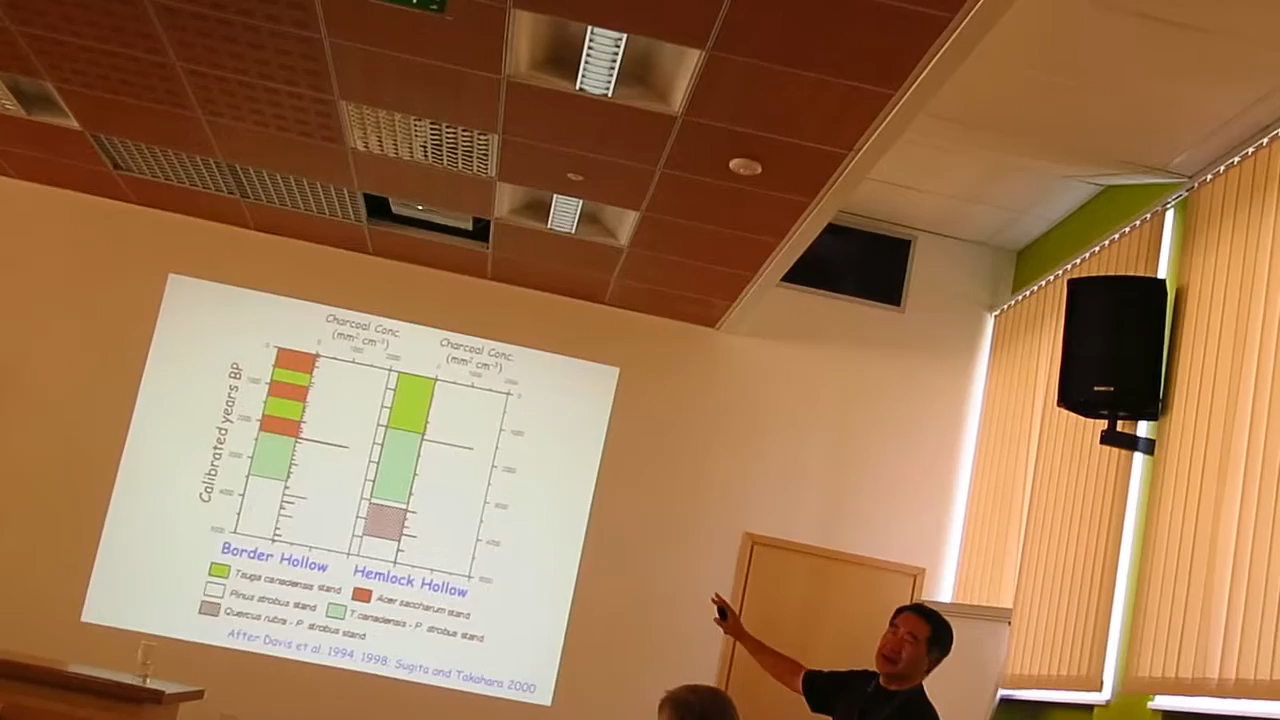 Charcoal Conc.
(mm² cm⁻³)
Charcoal Conc.
(mm² cm⁻³)
Calibrated years BP
Border Hollow
Hemlock Hollow
Tsuga canadensis stand
Acer saccharum stand
Pinus strobus stand
T.canadensis - P. strobus stand
Quercus rubra - P. strobus stand
After Davis et al. 1994, 1998; Sugita and Takahara 2000